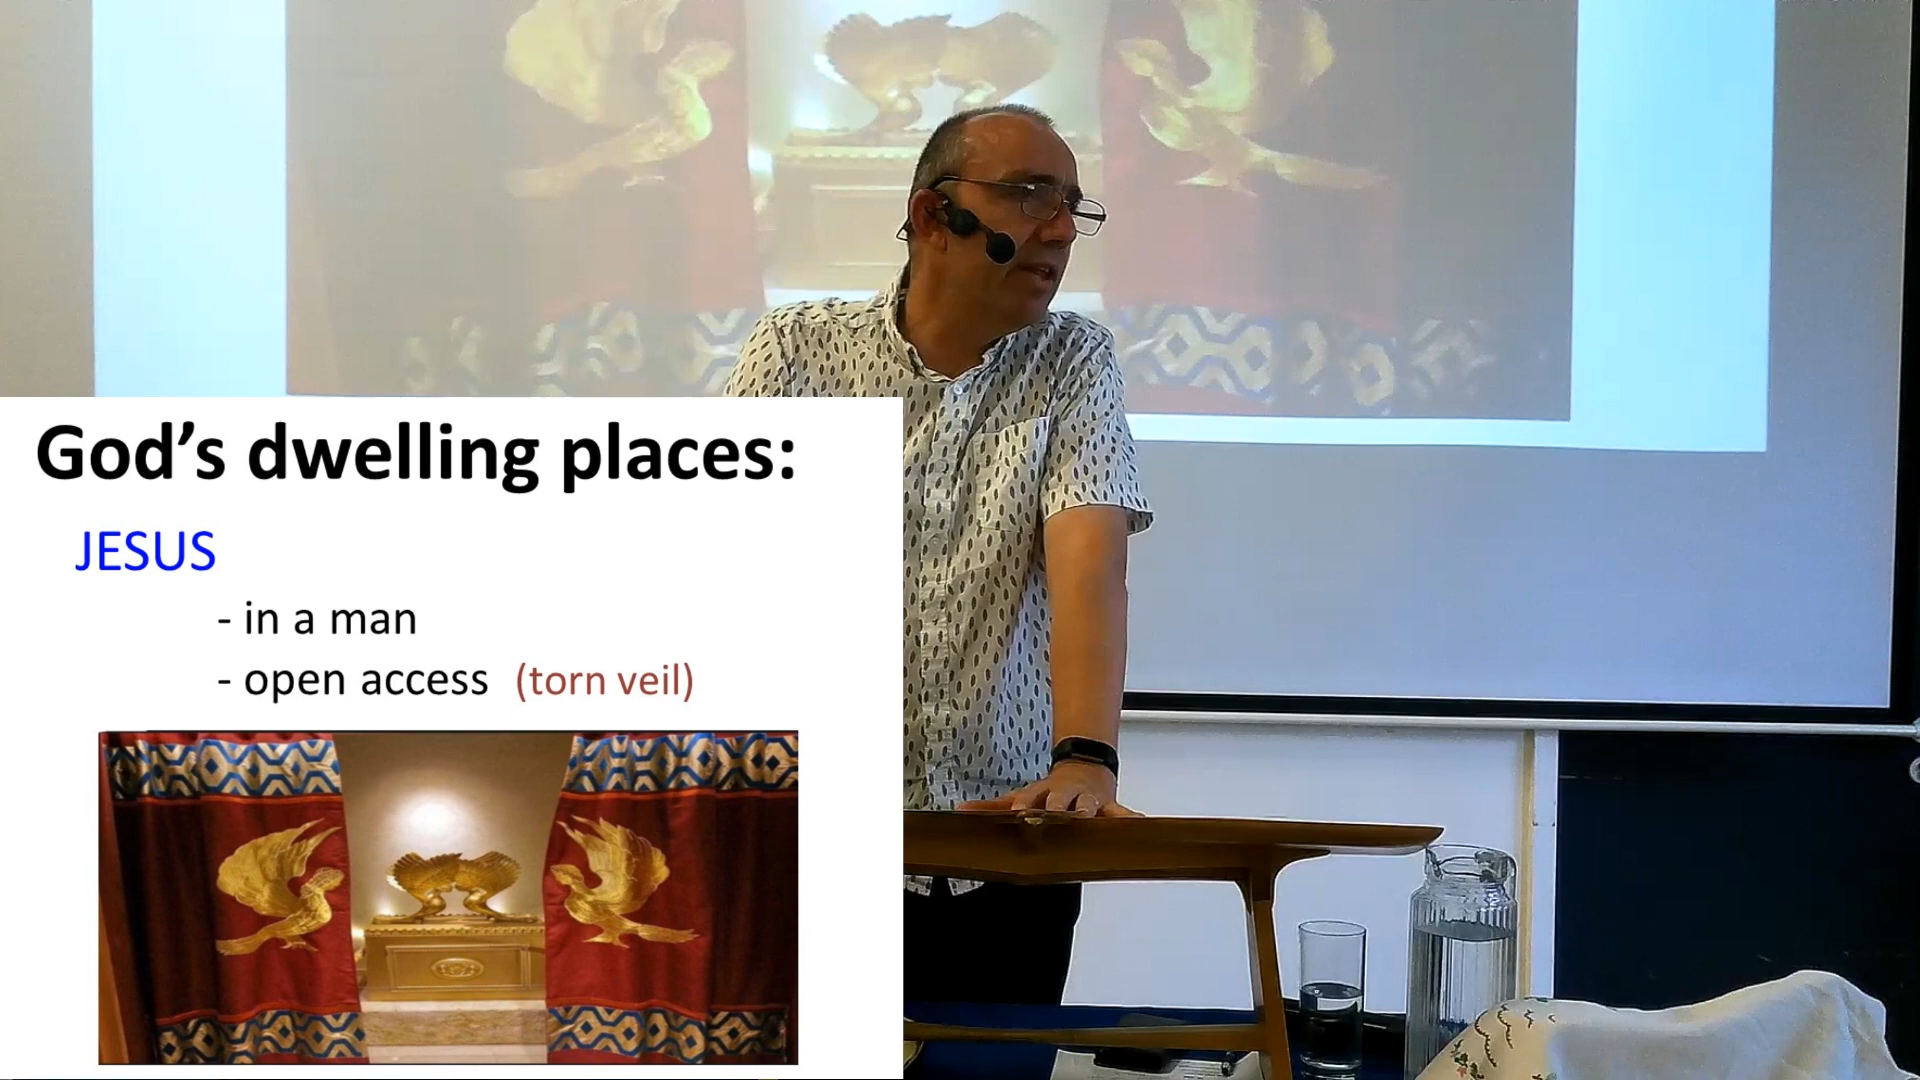 God’s dwelling places:
JESUS
- in a man
- open access (torn veil)